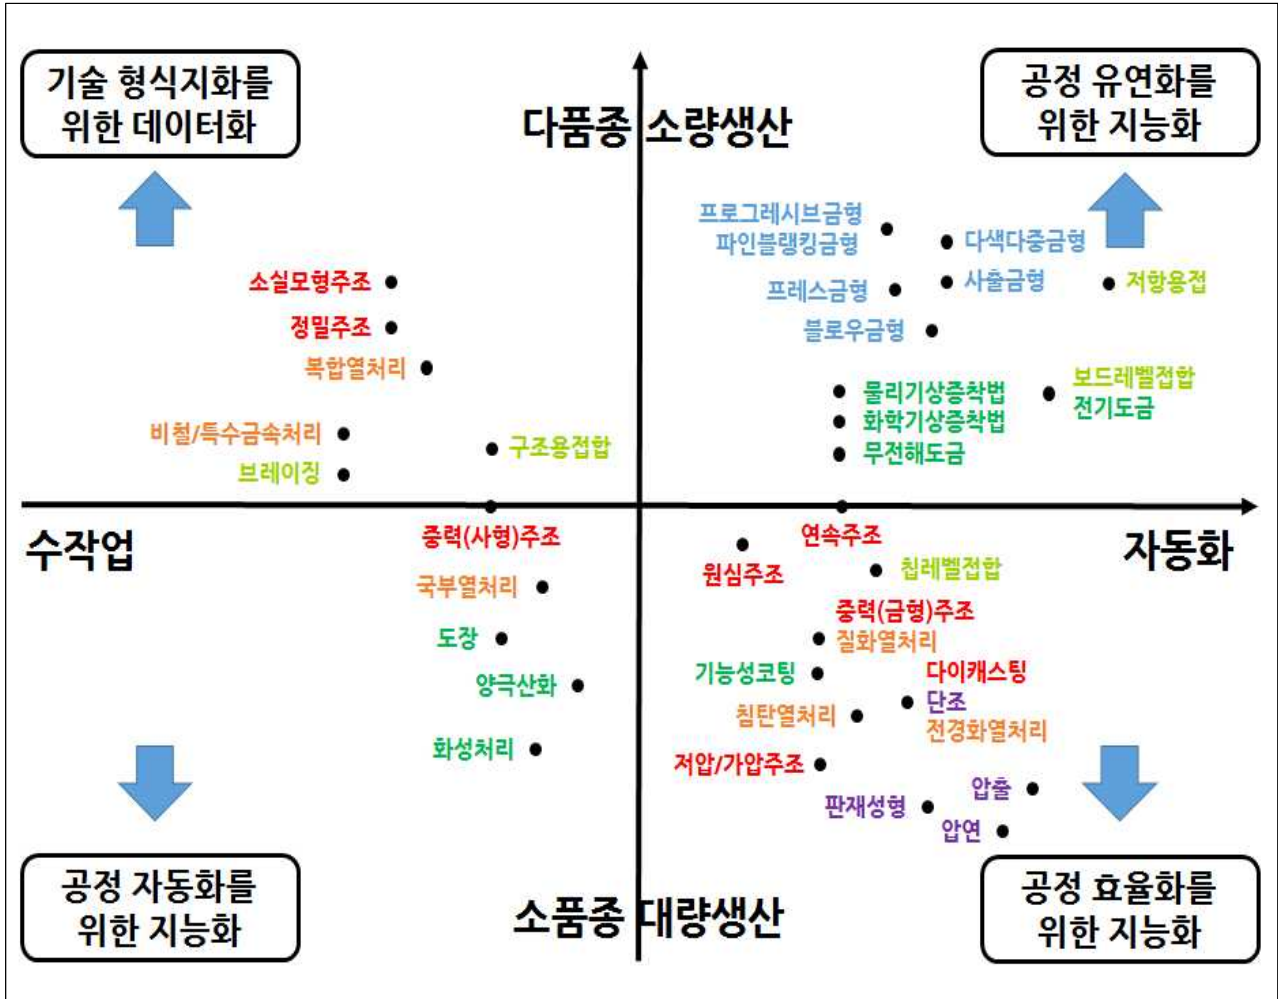 기술 형식지화를
위한 데이터화
다품종 소량생산
공정 유연화를
위한 지능화
프로그레시브금형
파인블랭킹금형
다색다중금형
프레스금형
사출금형
저항용접
블로우금형
소실모형주조
정밀주조
복합열처리
물리기상증착법
화학기상증착법
무전해도금
보드레벨접합
전기도금
비철/특수금속처리
구조용접합
브레이징
수작업
자동화
중력(사형)주조
연속주조
원심주조
칩레벨접합
국부열처리
중력(금형)주조
질화열처리
도장
기능성코팅
다이캐스팅
단조
전경화열처리
양극산화
침탄열처리
화성처리
저압/가압주조
압출
판재성형
압연
공정 자동화를
위한 지능화
소품종 대량생산
공정 효율화를
위한 지능화